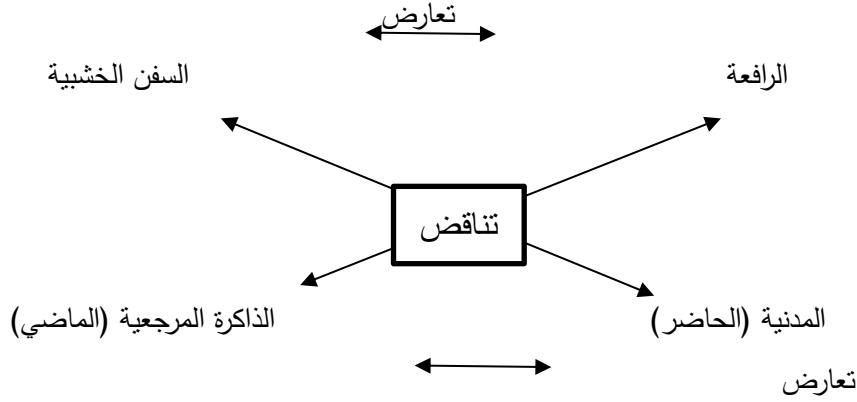 تعارض
الرافعة
السفن الخشبية
تناقض
المدنية (الحاضر)
الذاكرة المرجعية (الماضي)
تعارض